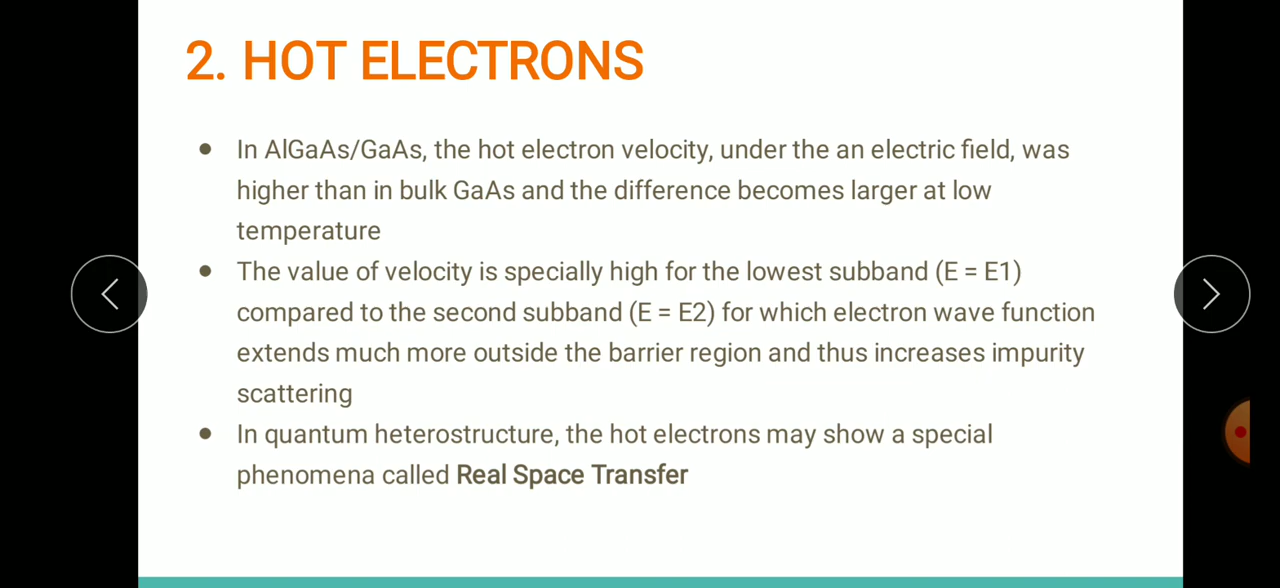 2. HOT ELECTRONS
● In AlGaAs/GaAs, the hot electron velocity, under the an electric field, was
higher than in bulk GaAs and the difference becomes larger at low
temperature
● The value of velocity is specially high for the lowest subband (E = E1)
compared to the second subband (E = E2) for which electron wave function
extends much more outside the barrier region and thus increases impurity
scattering
● In quantum heterostructure, the hot electrons may show a special
phenomena called Real Space Transfer